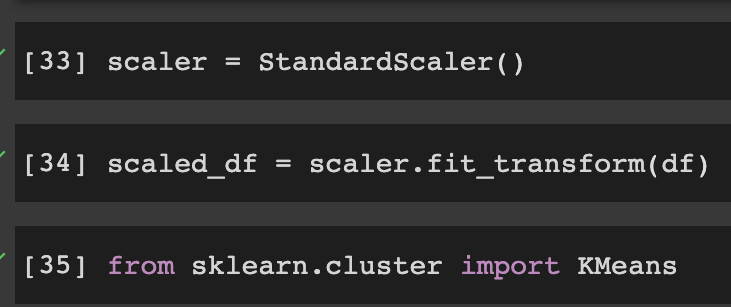 [33] scaler = StandardScaler()
[34] scaled_df = scaler.fit_transform(df)
[35] from sklearn.cluster import KMeans